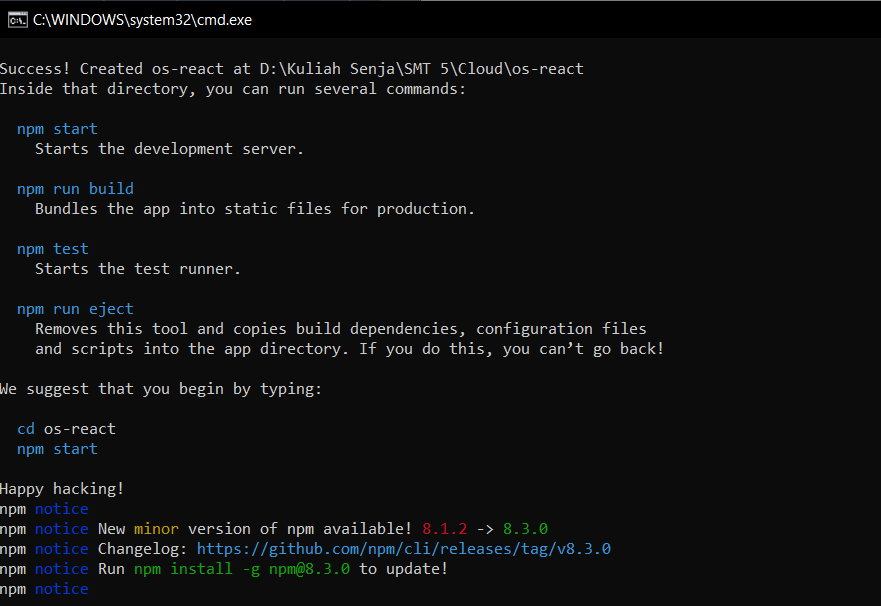 C:\WINDOWS\system32\cmd.exe
Success! Created os-react at D:\Kuliah Senja\SMT 5\Cloud\os-react
Inside that directory, you can run several commands:
npm start
Starts the development server.
npm run build
Bundles the app into static files for production.
npm test
Starts the test runner.
npm run eject
Removes this tool and copies build dependencies, configuration files
and scripts into the app directory. If you do this, you can’t go back!
We suggest that you begin by typing:
cd os-react
npm start
Happy hacking!
npm notice
npm notice New minor version of npm available! 8.1.2 -> 8.3.0
npm notice Changelog: https://github.com/npm/cli/releases/tag/v8.3.0
npm notice Run npm install -g npm@8.3.0 to update!
npm notice